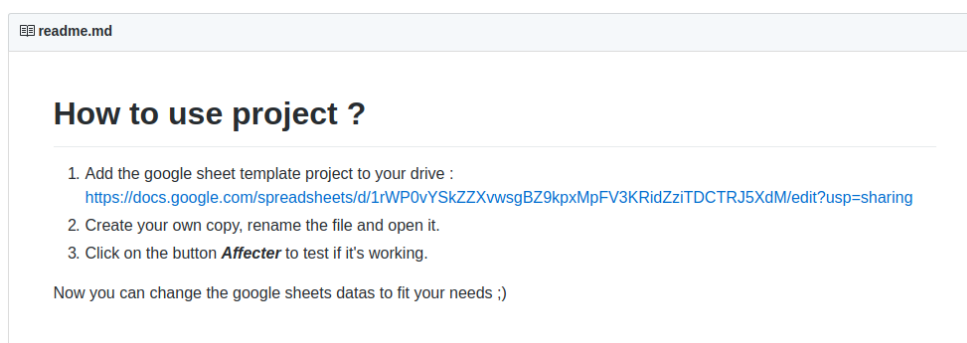 readme.md
How to use project ?
1. Add the google sheet template project to your drive :
https://docs.google.com/spreadsheets/d/1rWP0vYSkZZXvwsgBZ9kpxMpFV3KRidZziTDCTRJ5XdM/edit?usp=sharing
2. Create your own copy, rename the file and open it.
3. Click on the button Affecter to test if it's working.
Now you can change the google sheets datas to fit your needs ;)